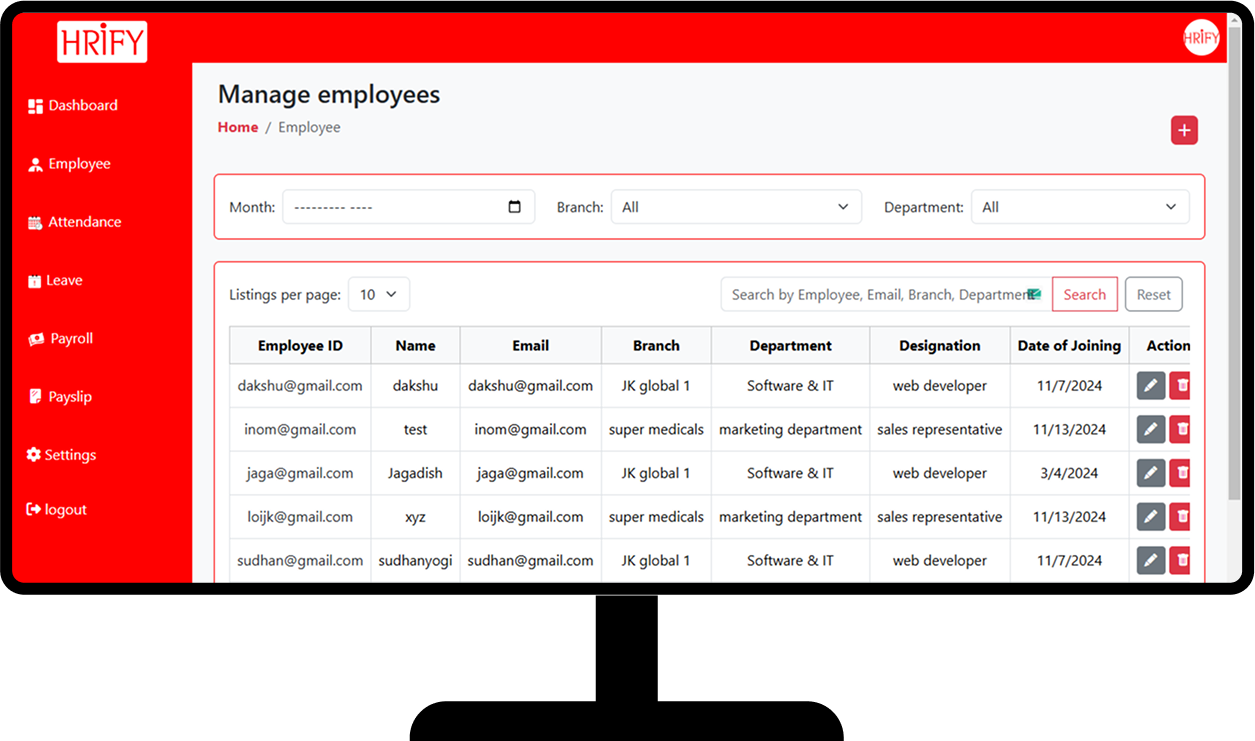 HRiFY
HRiFY
Dashboard
Employee
Attendance
Leave
Payroll
Payslip
Settings
logout
Manage employees
Home / Employee
+
Month: --------- ---- Branch: All Department: All
Listings per page: 10 Search by Employee, Email, Branch, Department Search Reset
Employee ID Name Email Branch Department Designation Date of Joining Action
dakshu@gmail.com dakshu dakshu@gmail.com JK global 1 Software & IT web developer 11/7/2024
inom@gmail.com test inom@gmail.com super medicals marketing department sales representative 11/13/2024
jaga@gmail.com Jagadish jaga@gmail.com JK global 1 Software & IT web developer 3/4/2024
loijk@gmail.com xyz loijk@gmail.com super medicals marketing department sales representative 11/13/2024
sudhan@gmail.com sudhanyogi sudhan@gmail.com JK global 1 Software & IT web developer 11/7/2024